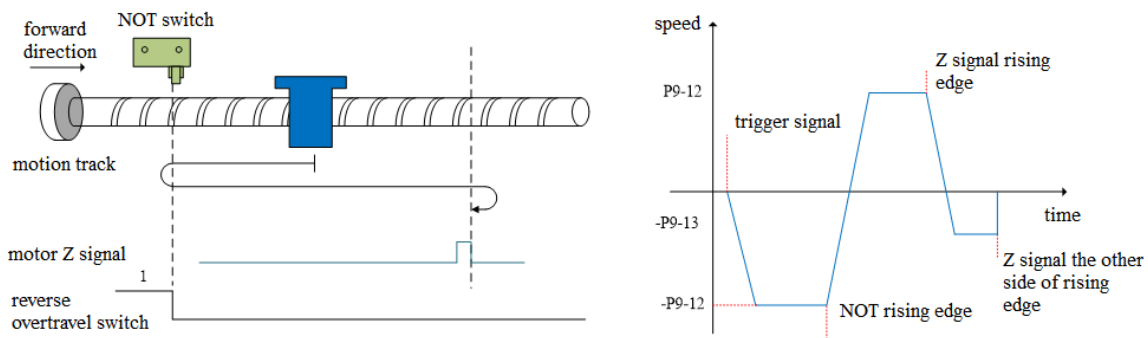 NOT switch
forward
direction
motion track
motor Z signal
1
reverse
overtravel switch
speed
Z signal rising
edge
P9-12
trigger signal
-P9-13
time
Z signal the other
side of rising
edge
-P9-12
NOT rising edge